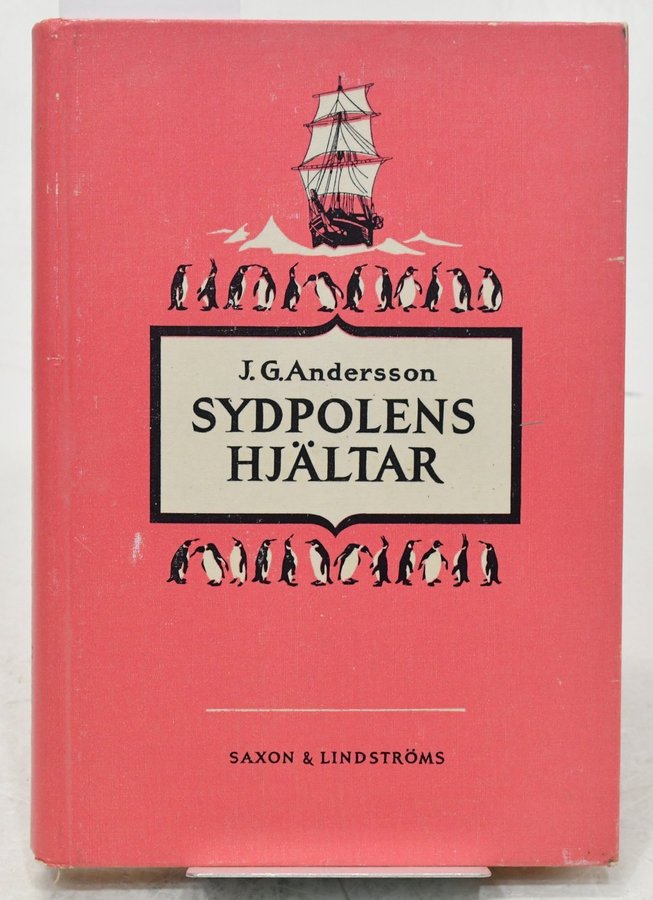 J. G. Andersson
SYDPOLENS
HJÄLTAR
SAXON & LINDSTRÖMS